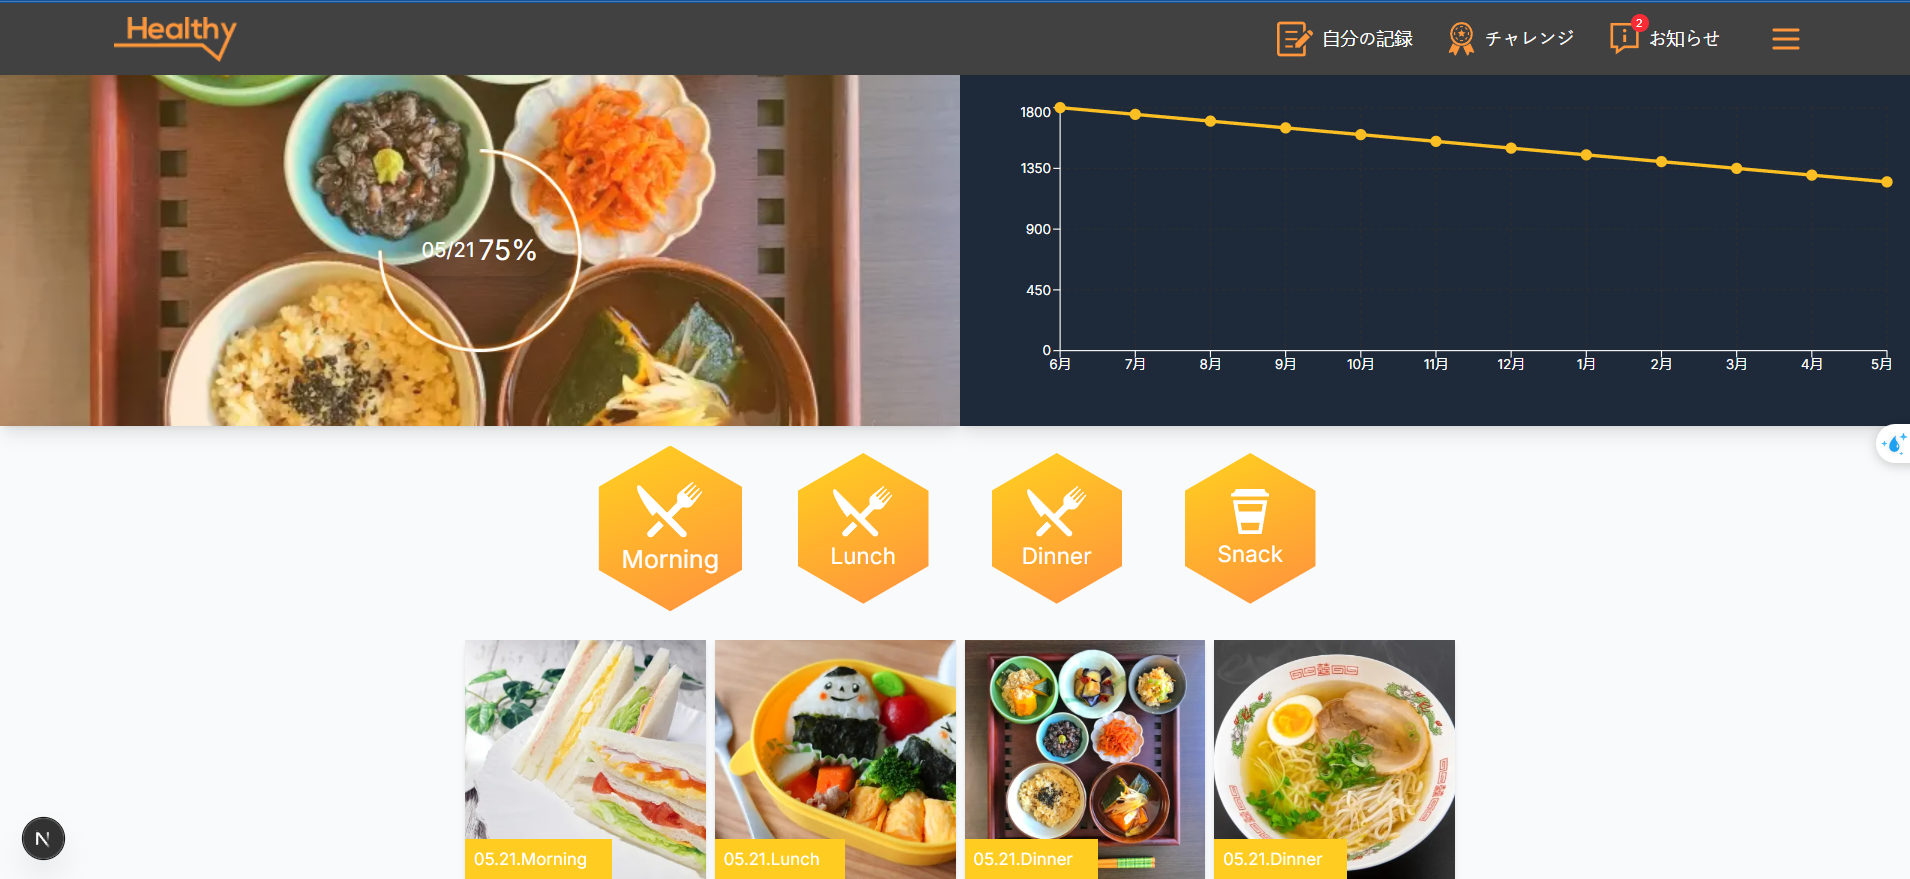 Healthy
自分の記録
チャレンジ
2
お知らせ
05/21 75%
1800
1350
900
450
0
6月 7月 8月 9月 10月 11月 12月 1月 2月 3月 4月 5月
Morning
Lunch
Dinner
Snack
05.21.Morning
05.21.Lunch
05.21.Dinner
05.21.Dinner
N